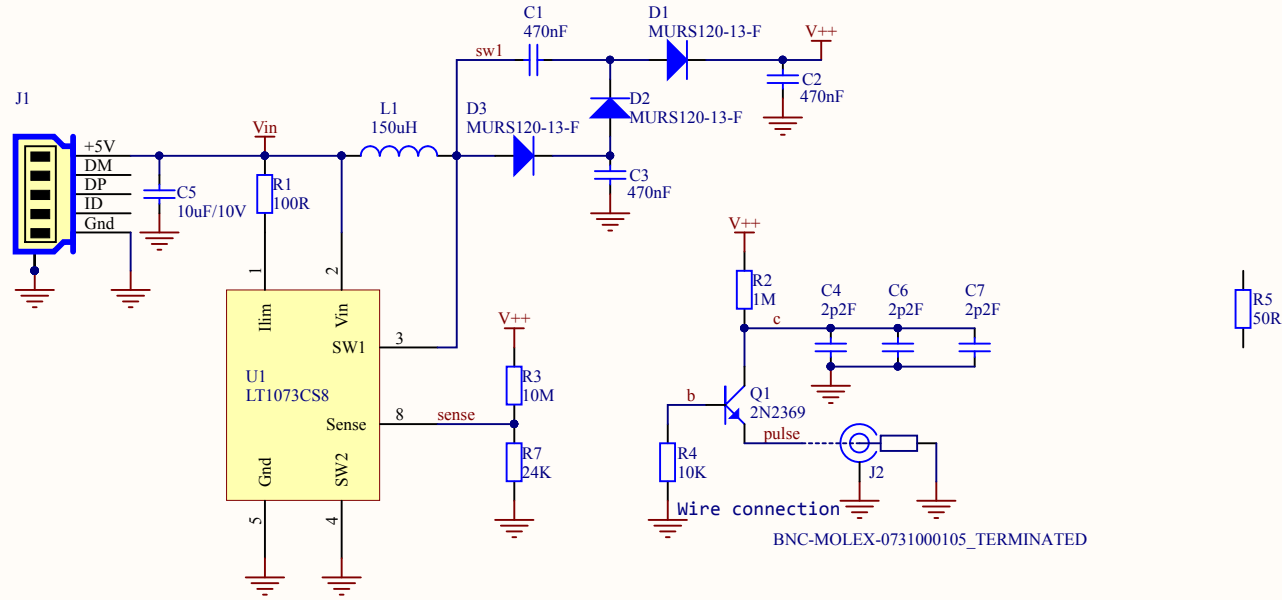 C1
470nF
D1
MURS120-13-F
V++
sw1
C2
470nF
J1
Vin
L1
150uH
D3
MURS120-13-F
D2
MURS120-13-F
+5V
DM
DP
ID
Gnd
C5
10uF/10V
R1
100R
C3
470nF
1
2
Ilim
Vin
SW1
3
U1
LT1073CS8
Sense
8
sense
Gnd
SW2
5
4
V++
R3
10M
R7
24K
V++
R2
1M
c
C4
2p2F
C6
2p2F
C7
2p2F
R5
50R
b
Q1
2N2369
pulse
R4
10K
J2
Wire connection
BNC-MOLEX-0731000105_TERMINATED